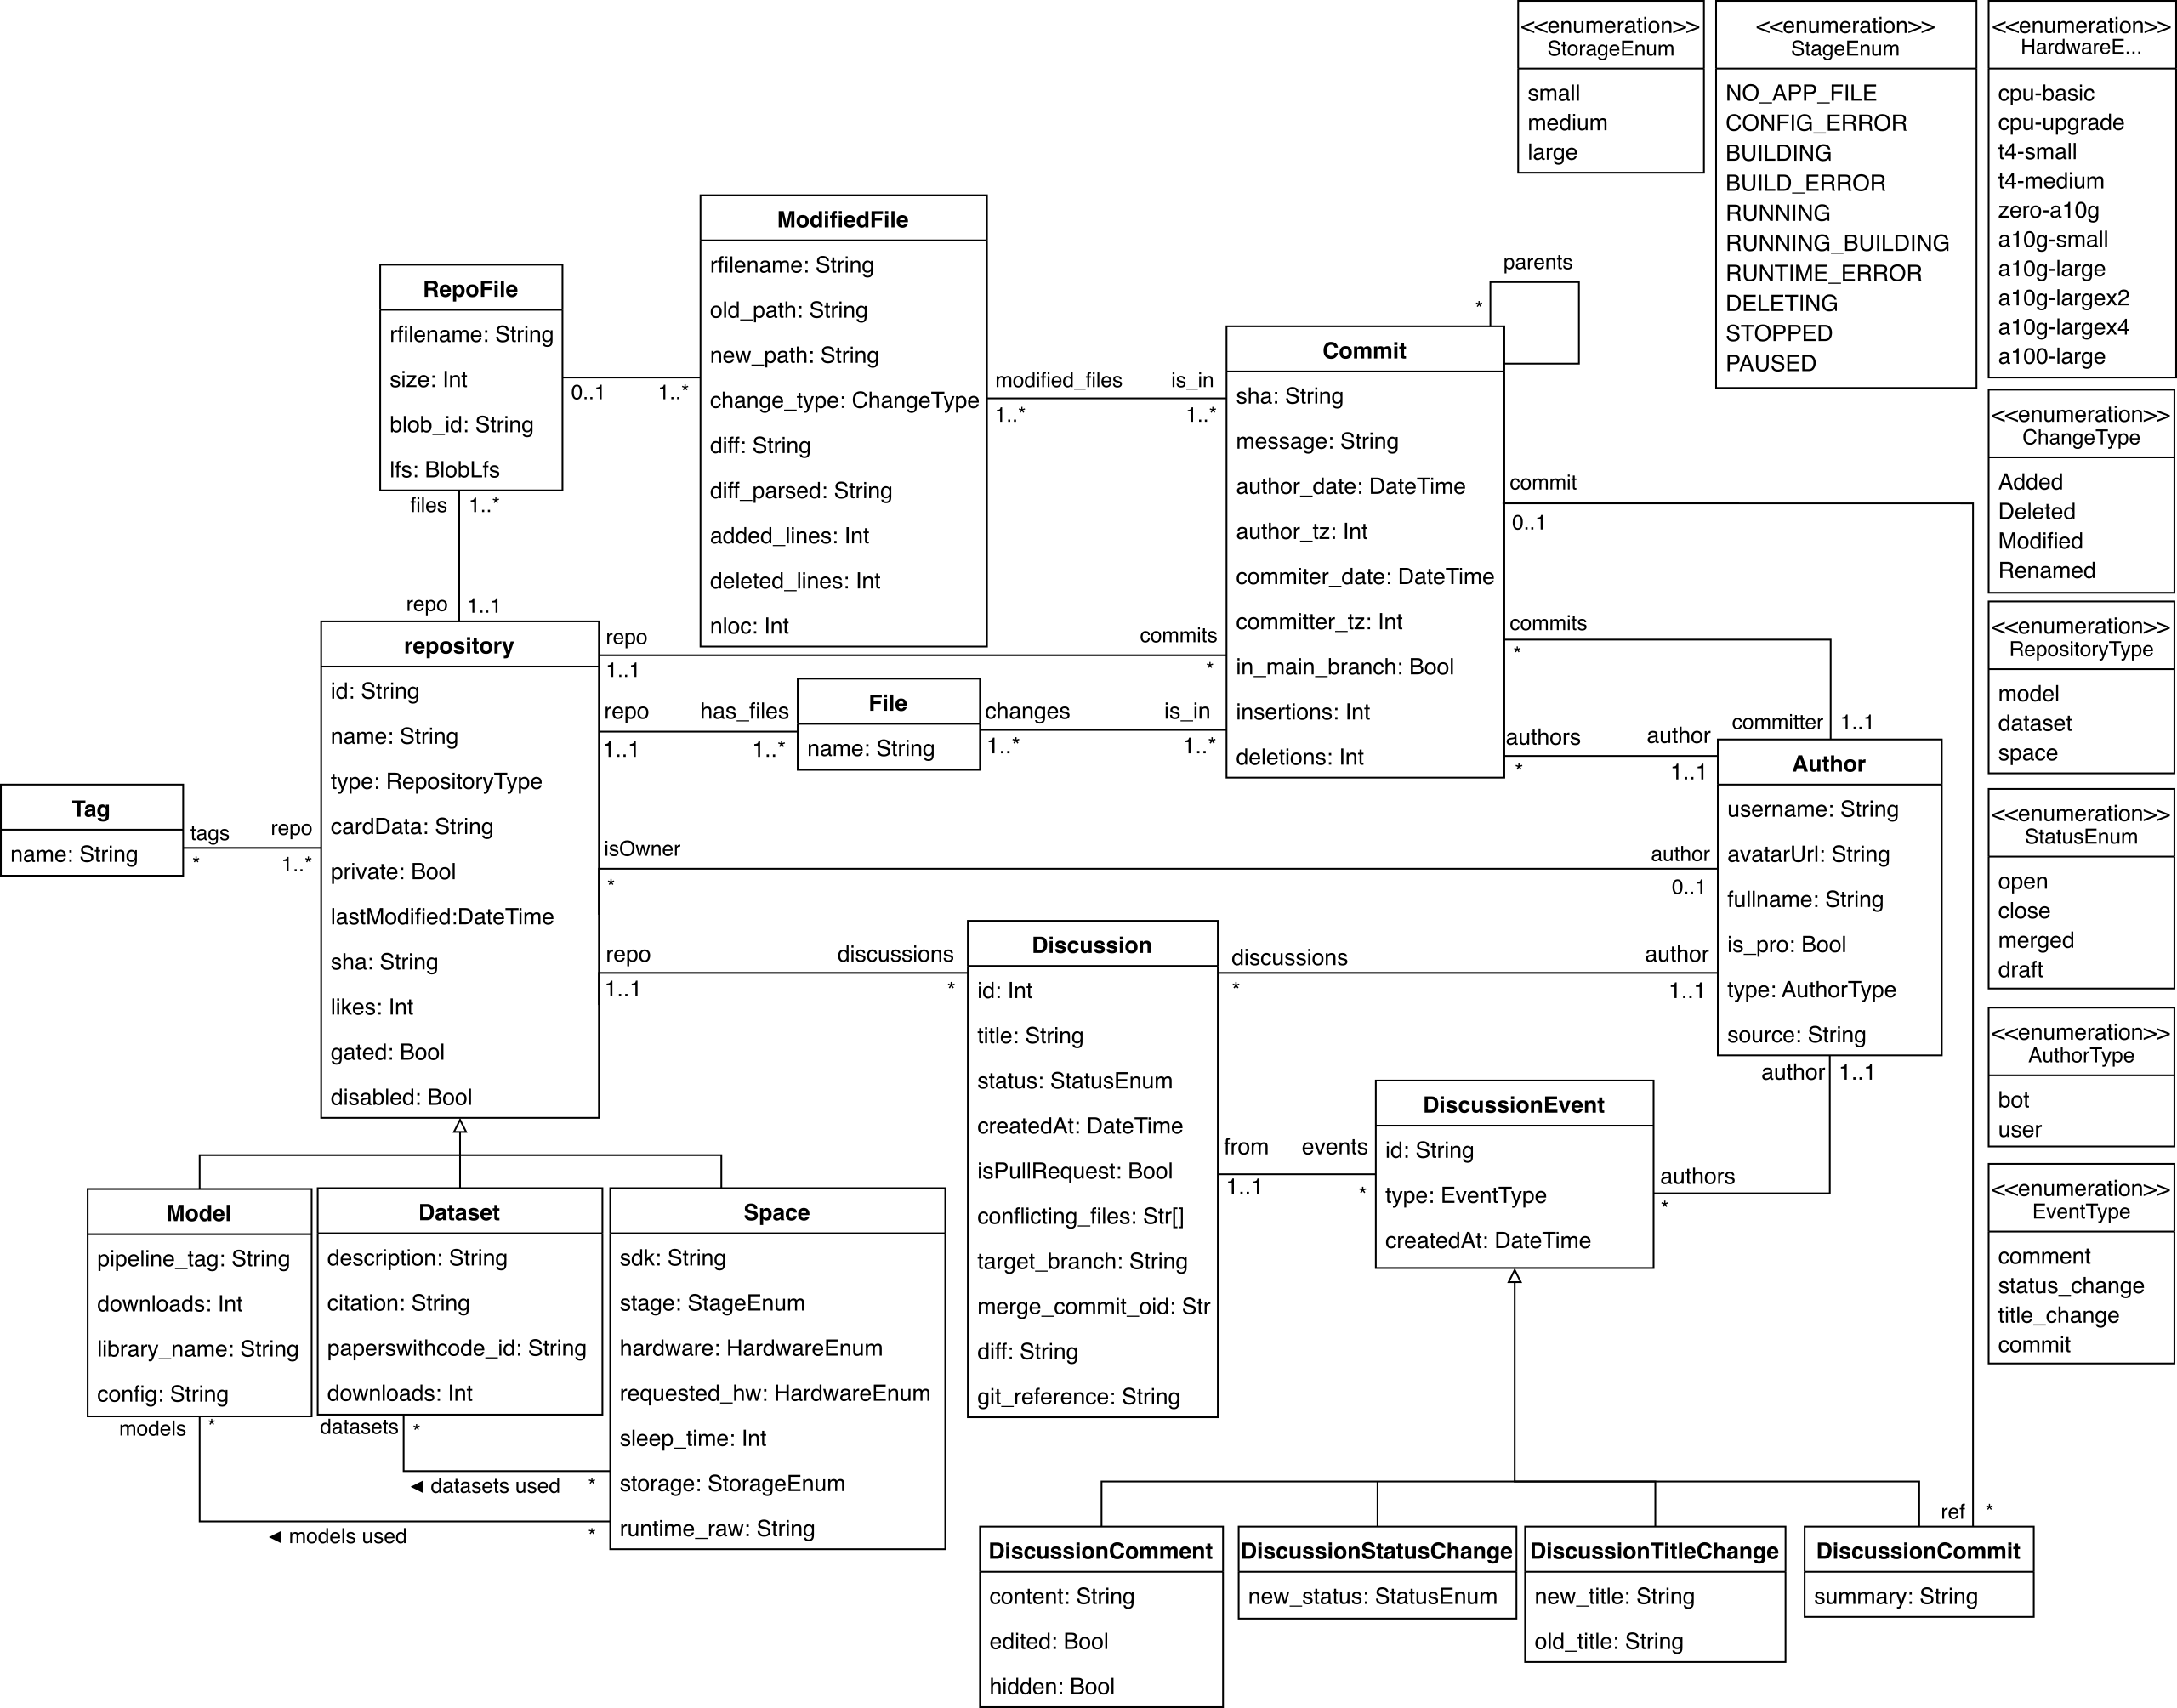 <<enumeration>>
StorageEnum
small
medium
large
<<enumeration>>
StageEnum
NO_APP_FILE
CONFIG_ERROR
BUILDING
BUILD_ERROR
RUNNING
RUNNING_BUILDING
RUNTIME_ERROR
DELETING
STOPPED
PAUSED
<<enumeration>>
HardwareE...
cpu-basic
cpu-upgrade
t4-small
t4-medium
zero-a10g
a10g-small
a10g-large
a10g-largex2
a10g-largex4
a100-large
<<enumeration>>
ChangeType
Added
Deleted
Modified
Renamed
<<enumeration>>
RepositoryType
model
dataset
space
<<enumeration>>
StatusEnum
open
close
merged
draft
<<enumeration>>
AuthorType
bot
user
<<enumeration>>
EventType
comment
status_change
title_change
commit
RepoFile
rfilename: String
size: Int
blob_id: String
lfs: BlobLfs
0..1
1..*
files
1..*
repo
1..1
ModifiedFile
rfilename: String
old_path: String
new_path: String
change_type: ChangeType
diff: String
diff_parsed: String
added_lines: Int
deleted_lines: Int
nloc: Int
modified_files
is_in
1..*
1..*
parents
*
Commit
sha: String
message: String
author_date: DateTime
author_tz: Int
commiter_date: DateTime
committer_tz: Int
in_main_branch: Bool
insertions: Int
deletions: Int
commit
0..1
commits
*
committer
1..1
authors
author
*
1..1
repository
id: String
name: String
type: RepositoryType
cardData: String
private: Bool
lastModified:DateTime
sha: String
likes: Int
gated: Bool
disabled: Bool
repo
commits
1..1
*
repo
has_files
1..1
1..*
File
name: String
changes
is_in
1..*
1..*
Tag
name: String
tags
repo
*
1..*
isOwner
author
*
0..1
Author
username: String
avatarUrl: String
fullname: String
is_pro: Bool
type: AuthorType
source: String
author
1..1
repo
discussions
1..1
*
Discussion
id: Int
title: String
status: StatusEnum
createdAt: DateTime
isPullRequest: Bool
conflicting_files: Str[]
target_branch: String
merge_commit_oid: Str
diff: String
git_reference: String
discussions
author
*
1..1
from
events
1..1
*
DiscussionEvent
id: String
type: EventType
createdAt: DateTime
authors
*
Model
pipeline_tag: String
downloads: Int
library_name: String
config: String
models
*
Dataset
description: String
citation: String
paperswithcode_id: String
downloads: Int
datasets
*
Space
sdk: String
stage: StageEnum
hardware: HardwareEnum
requested_hw: HardwareEnum
sleep_time: Int
storage: StorageEnum
runtime_raw: String
◄ datasets used
*
◄ models used
*
ref
*
DiscussionComment
content: String
edited: Bool
hidden: Bool
DiscussionStatusChange
new_status: StatusEnum
DiscussionTitleChange
new_title: String
old_title: String
DiscussionCommit
summary: String